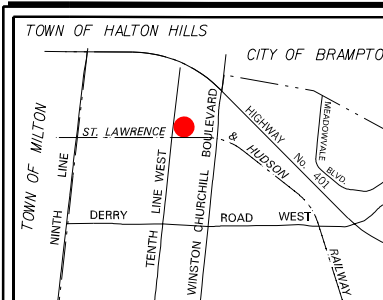 TOWN OF HALTON HILLS
CITY OF BRAMPTO
TOWN OF MILTON
NINTH LINE
ST. LAWRENCE & HUDSON RAILWAY
TENTH LINE WEST
WINSTON CHURCHILL BOULEVARD
HIGHWAY No. 401
MEADOWVALE BLVD.
DERRY ROAD WEST